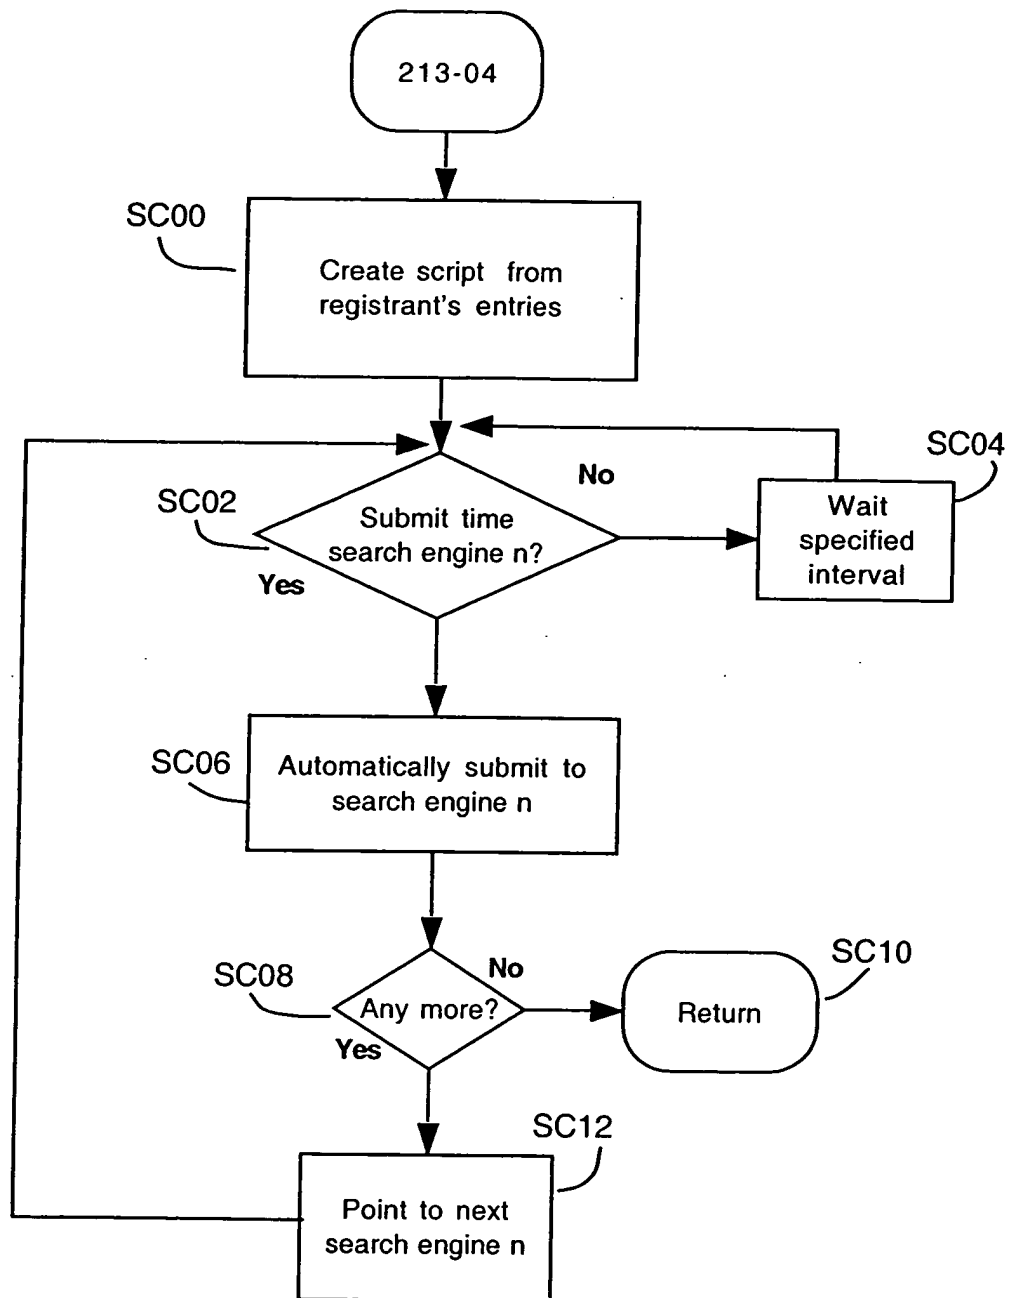 213-04
SC00
Create script from
registrant's entries
SC04
No
SC02
Submit time
search engine n?
Wait
specified
interval
Yes
SC06
Automatically submit to
search engine n
SC08
No
SC10
Any more?
Return
Yes
SC12
Point to next
search engine n